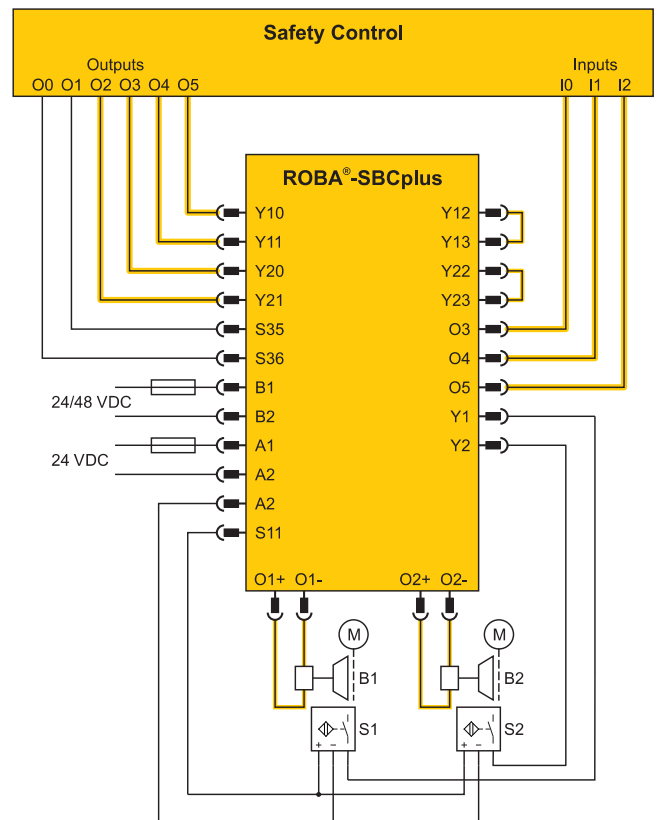 Safety Control
Outputs Inputs
O0 O1 O2 O3 O4 O5 I0 I1 I2
ROBA®-SBCplus
Y10 Y12
Y11 Y13
Y20 Y22
Y21 Y23
S35 O3
S36 O4
B1 O5
24/48 VDC
B2 Y1
A1 Y2
24 VDC
A2
A2
S11
O1+ O1- O2+ O2-
M M
B1 B2
S1 S2
+ − + −